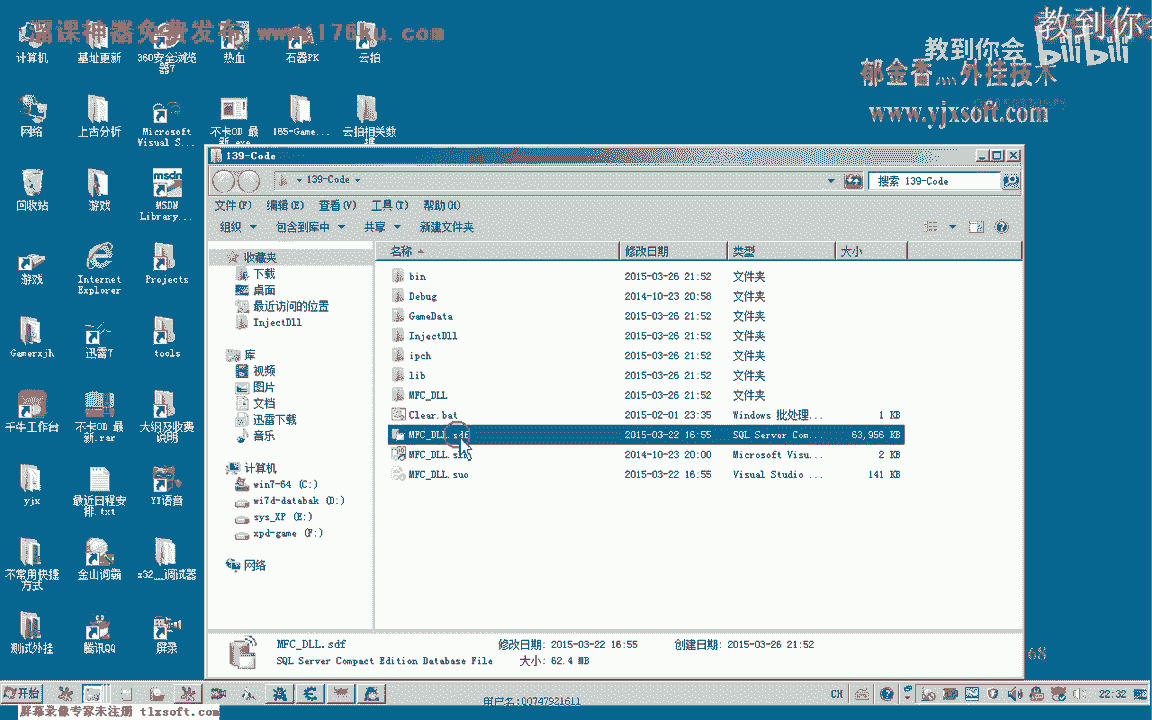 漏课神器免费发布 www.176ku.com
教到你会
教到你会
bilibili
郁金香....外挂技术
www.yjxsoft.com
计算机
基址更新
360安全浏览器7
热血
石器PK
云拍
网络
上古分析
Microsoft Visual S...
不卡OD 最新.exe
185-Game...
云拍相关数据
回收站
游戏
MSDN Library...
游戏
Internet Explorer
Projects
Gamerxjh
迅雷7
tools
千牛工作台
不卡OD 最新.rar
大纲及收费说明
yjx
最近日程安排.txt
YY语音
不常用快捷方式
金山词霸
x32__调试器
测试外挂
腾讯QQ
屏录
139-Code
139-Code
搜索 139-Code
文件(F) 编辑(E) 查看(V) 工具(T) 帮助(H)
组织 包含到库中 共享 新建文件夹
收藏夹
下载
桌面
最近访问的位置
InjectDll
库
视频
图片
文档
迅雷下载
音乐
计算机
win7-64 (C:)
wi7d-databak (D:)
sys_XP (E:)
xpd-game (F:)
网络
名称 修改日期 类型 大小
bin 2015-03-26 21:52 文件夹
Debug 2014-10-23 20:58 文件夹
GameData 2015-03-26 21:52 文件夹
InjectDll 2015-03-26 21:52 文件夹
ipch 2015-03-26 21:52 文件夹
lib 2015-03-26 21:52 文件夹
MFC_DLL 2015-03-26 21:52 文件夹
Clear.bat 2015-02-01 23:35 Windows 批处理... 1 KB
MFC_DLL.sdf 2015-03-22 16:55 SQL Server Com... 63,956 KB
MFC_DLL.sln 2014-10-23 20:00 Microsoft Visu... 2 KB
MFC_DLL.suo 2015-03-22 16:55 Visual Studio ... 141 KB
MFC_DLL.sdf 修改日期: 2015-03-22 16:55 创建日期: 2015-03-26 21:52
SQL Server Compact Edition Database File 大小: 62.4 MB
68
开始
用户名:00747921611
CH
22:32
屏幕录像专家未注册 tlxsoft.com